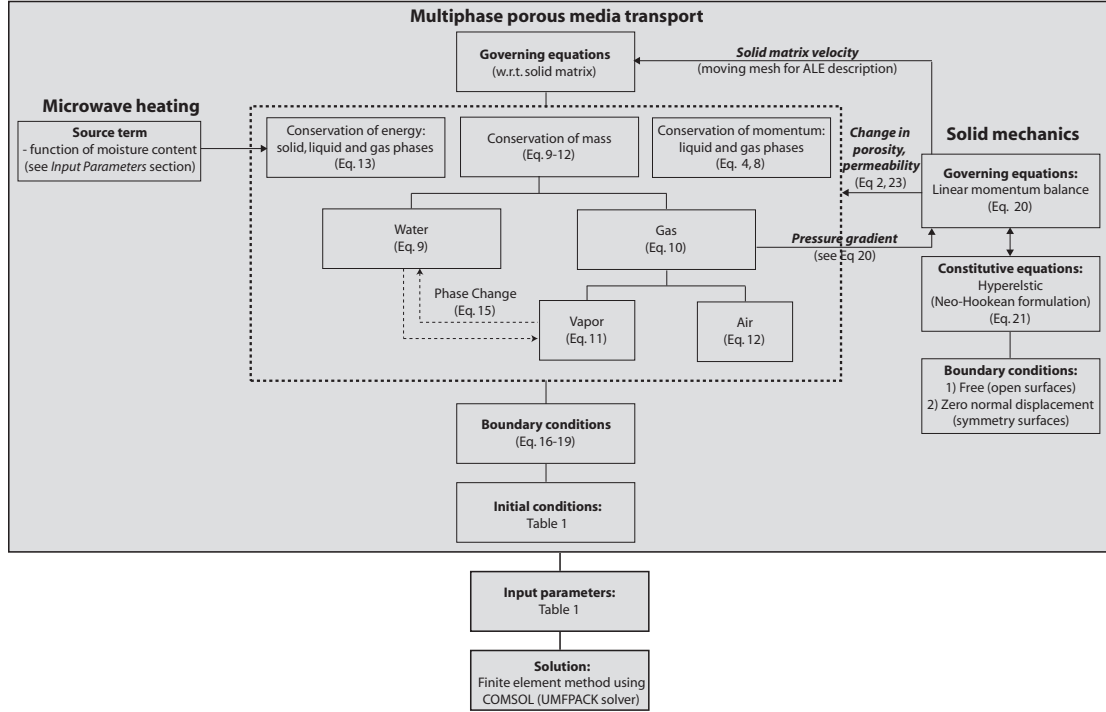 Multiphase porous media transport
Governing equations
(w.r.t. solid matrix)
Solid matrix velocity
(moving mesh for ALE description)
Microwave heating
Source term
- function of moisture content
(see Input Parameters section)
Conservation of energy:
solid, liquid and gas phases
(Eq. 13)
Conservation of mass
(Eq. 9-12)
Conservation of momentum:
liquid and gas phases
(Eq. 4, 8)
Change in
porosity,
permeability
(Eq 2, 23)
Solid mechanics
Governing equations:
Linear momentum balance
(Eq. 20)
Water
(Eq. 9)
Gas
(Eq. 10)
Pressure gradient
(see Eq 20)
Constitutive equations:
Hyperelstic
(Neo-Hookean formulation)
(Eq. 21)
Phase Change
(Eq. 15)
Vapor
(Eq. 11)
Air
(Eq. 12)
Boundary conditions:
1) Free (open surfaces)
2) Zero normal displacement
(symmetry surfaces)
Boundary conditions
(Eq. 16-19)
Initial conditions:
Table 1
Input parameters:
Table 1
Solution:
Finite element method using
COMSOL (UMFPACK solver)